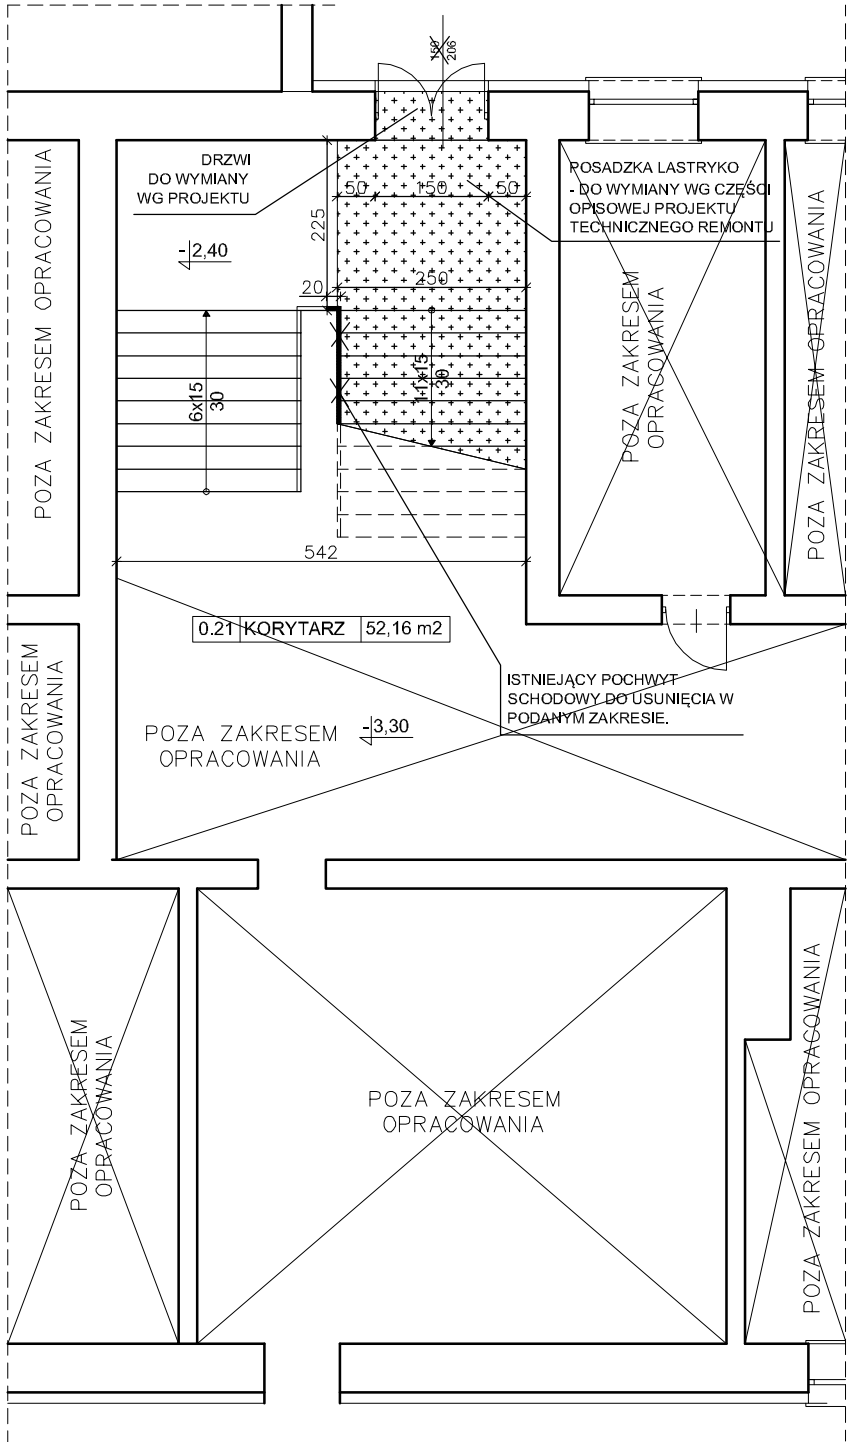 150
206
DRZWI
DO WYMIANY
WG PROJEKTU
POSADZKA LASTRYKO
- DO WYMIANY WG CZĘŚCI
OPISOWEJ PROJEKTU
TECHNICZNEGO REMONTU
50
150
50
225
-2,40
20
250
6x15
30
11x15
30
POZA ZAKRESEM OPRACOWANIA
POZA ZAKRESEM
OPRACOWANIA
POZA ZAKRESEM OPRACOWANIA
542
0.21 KORYTARZ 52,16 m2
ISTNIEJĄCY POCHWYT
SCHODOWY DO USUNIĘCIA W
PODANYM ZAKRESIE.
POZA ZAKRESEM
OPRACOWANIA
-3,30
POZA ZAKRESEM
OPRACOWANIA
POZA ZAKRESEM
OPRACOWANIA
POZA ZAKRESEM
OPRACOWANIA
POZA ZAKRESEM OPRACOWANIA